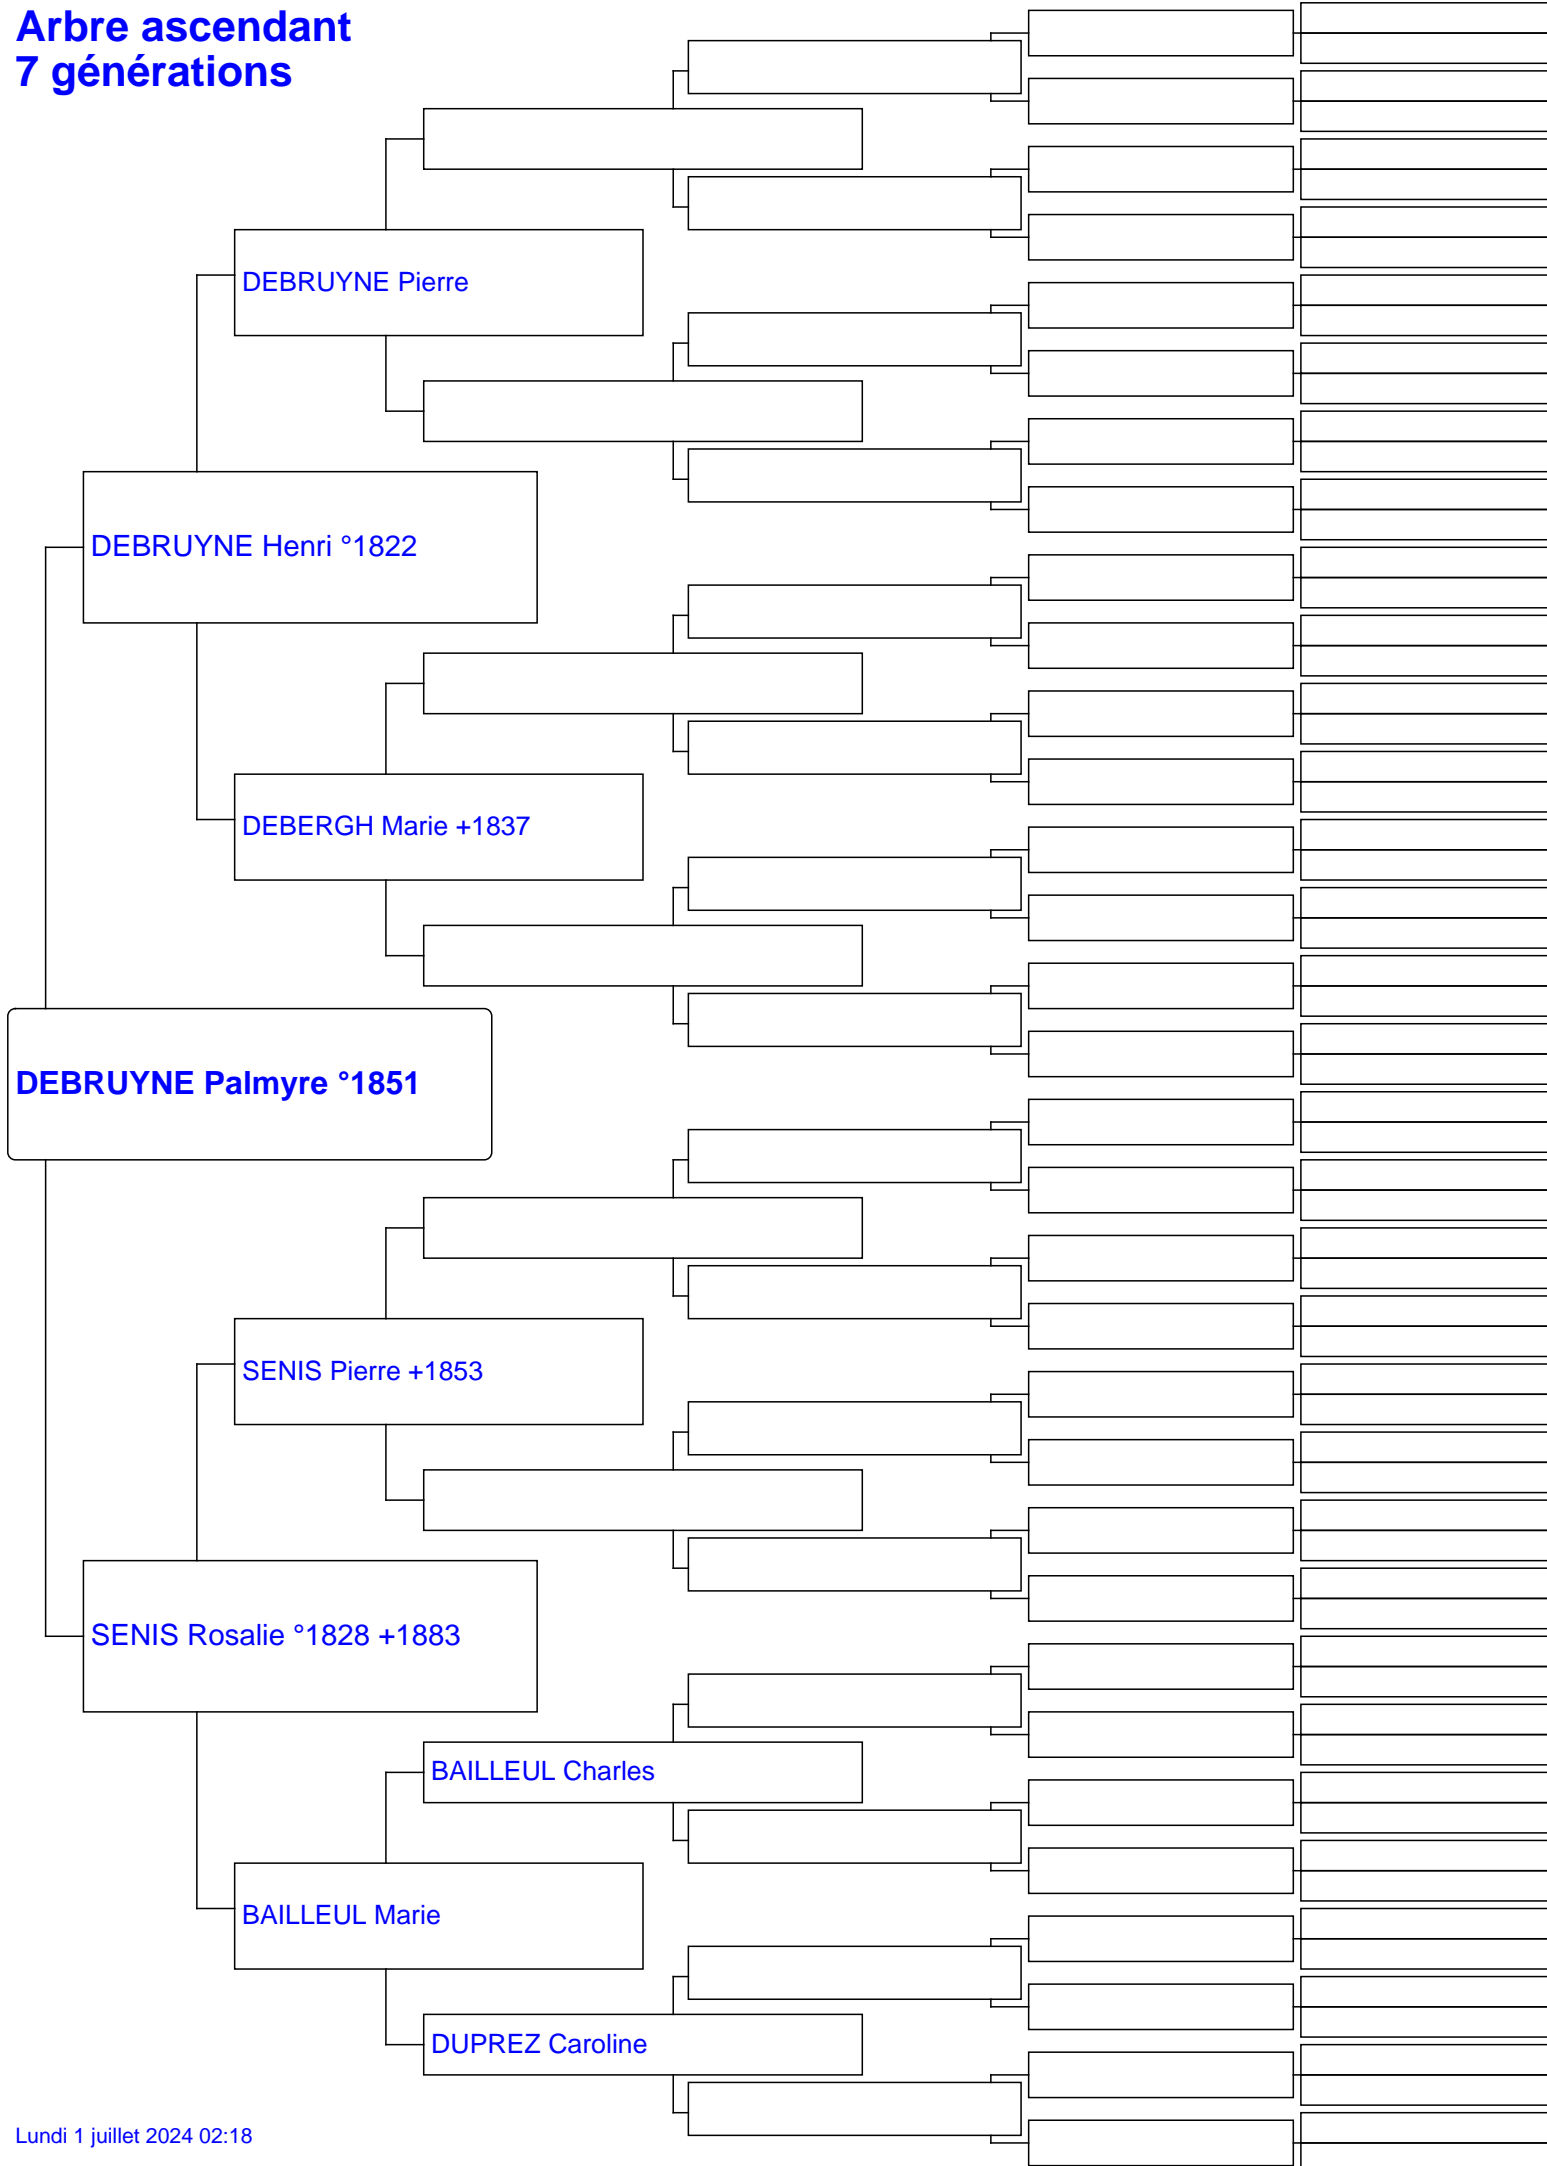 Arbre ascendant
7 générations
DEBRUYNE Pierre
DEBRUYNE Henri °1822
DEBERGH Marie +1837
DEBRUYNE Palmyre °1851
SENIS Pierre +1853
SENIS Rosalie °1828 +1883
BAILLEUL Charles
BAILLEUL Marie
DUPREZ Caroline
Lundi 1 juillet 2024 02:18